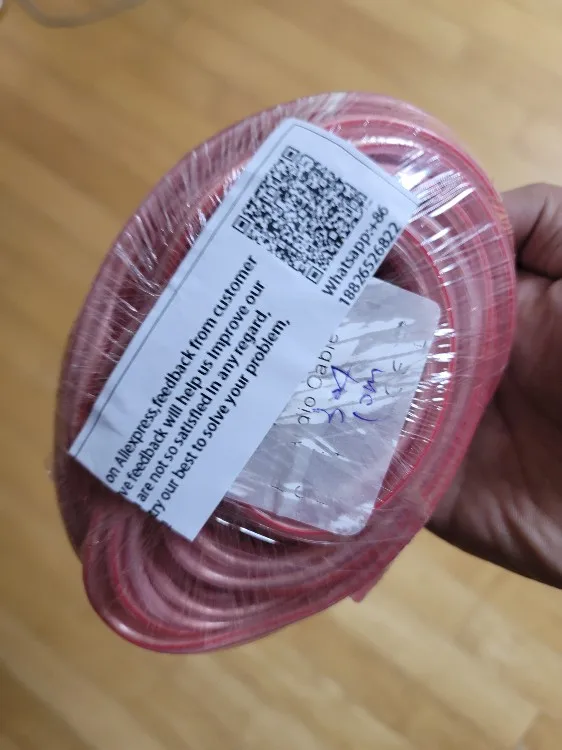 Whatsapp:+86
18826526822
on Aliexpress,feedback from customer
ve feedback will help us improve our
are not so satisfied in any regard,
ry our best to solve your problem,
dio Cable
10m